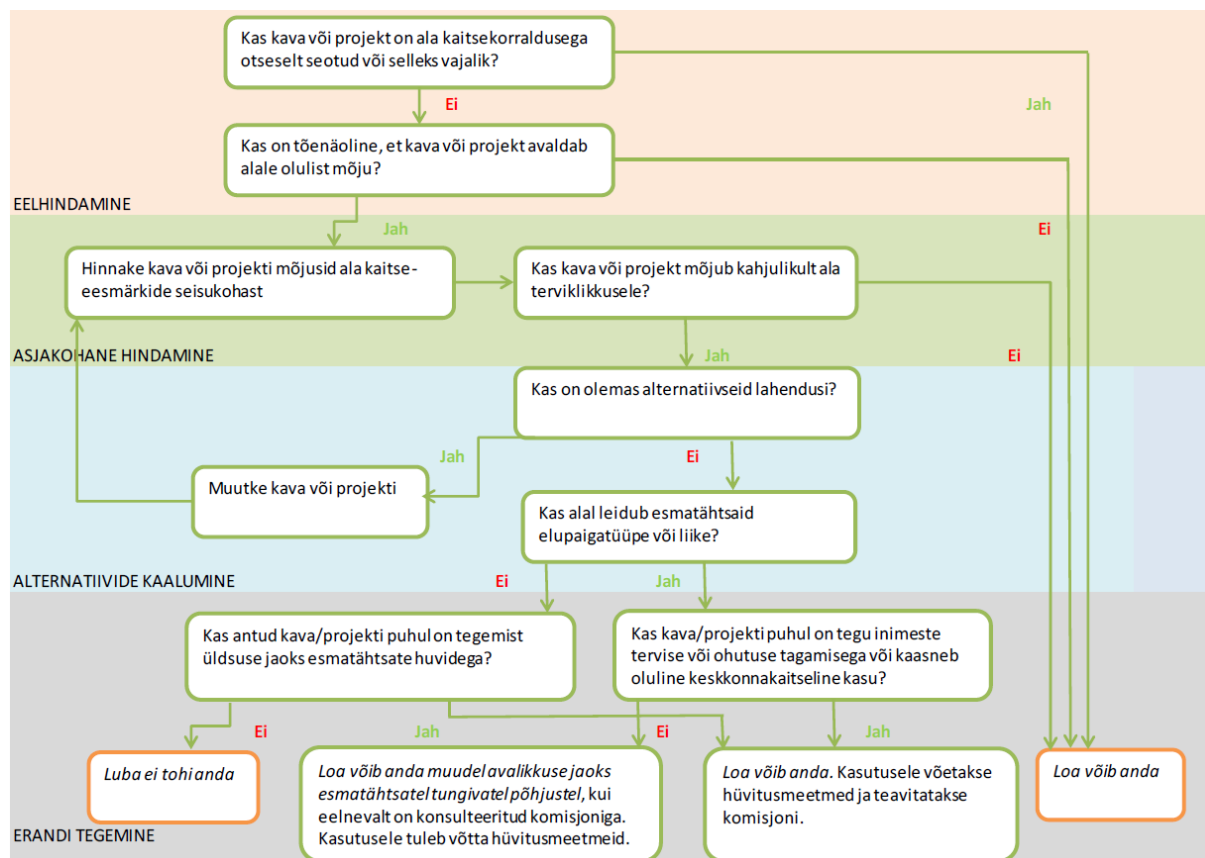 Kas kava või projekt on ala kaitsekorraldusega
otseselt seotud või selleks vajalik?
Ei
Jah
Kas on tõenäoline, et kava või projekt avaldab
alale olulist mõju?
EELHINDAMINE
Jah
Ei
Hinnake kava või projekti mõjusid ala kaitse-
eesmärkide seisukohast
Kas kava või projekt mõjub kahjulikult ala
terviklikkusele?
ASJAKOHANE HINDAMINE
Jah
Ei
Kas on olemas alternatiivseid lahendusi?
Jah
Ei
Muutke kava või projekti
Kas alal leidub esmatähtsaid
elupaigatüüpe või liike?
ALTERNATIIVIDE KAALUMINE
Ei
Jah
Kas antud kava/projekti puhul on tegemist
üldsuse jaoks esmatähtsate huvidega?
Kas kava/projekti puhul on tegu inimeste
tervise või ohutuse tagamisega või kaasneb
oluline keskkonnakaitseline kasu?
Ei
Jah
Ei
Jah
Luba ei tohi anda
Loa võib anda muudel avalikkuse jaoks
esmatähtsatel tungivatel põhjustel, kui
eelnevalt on konsulteeritud komisjoniga.
Kasutusele tuleb võtta hüvitusmeetmeid.
Loa võib anda. Kasutusele võetakse
hüvitusmeetmed ja teavitatakse
komisjoni.
Loa võib anda
ERANDI TEGEMINE